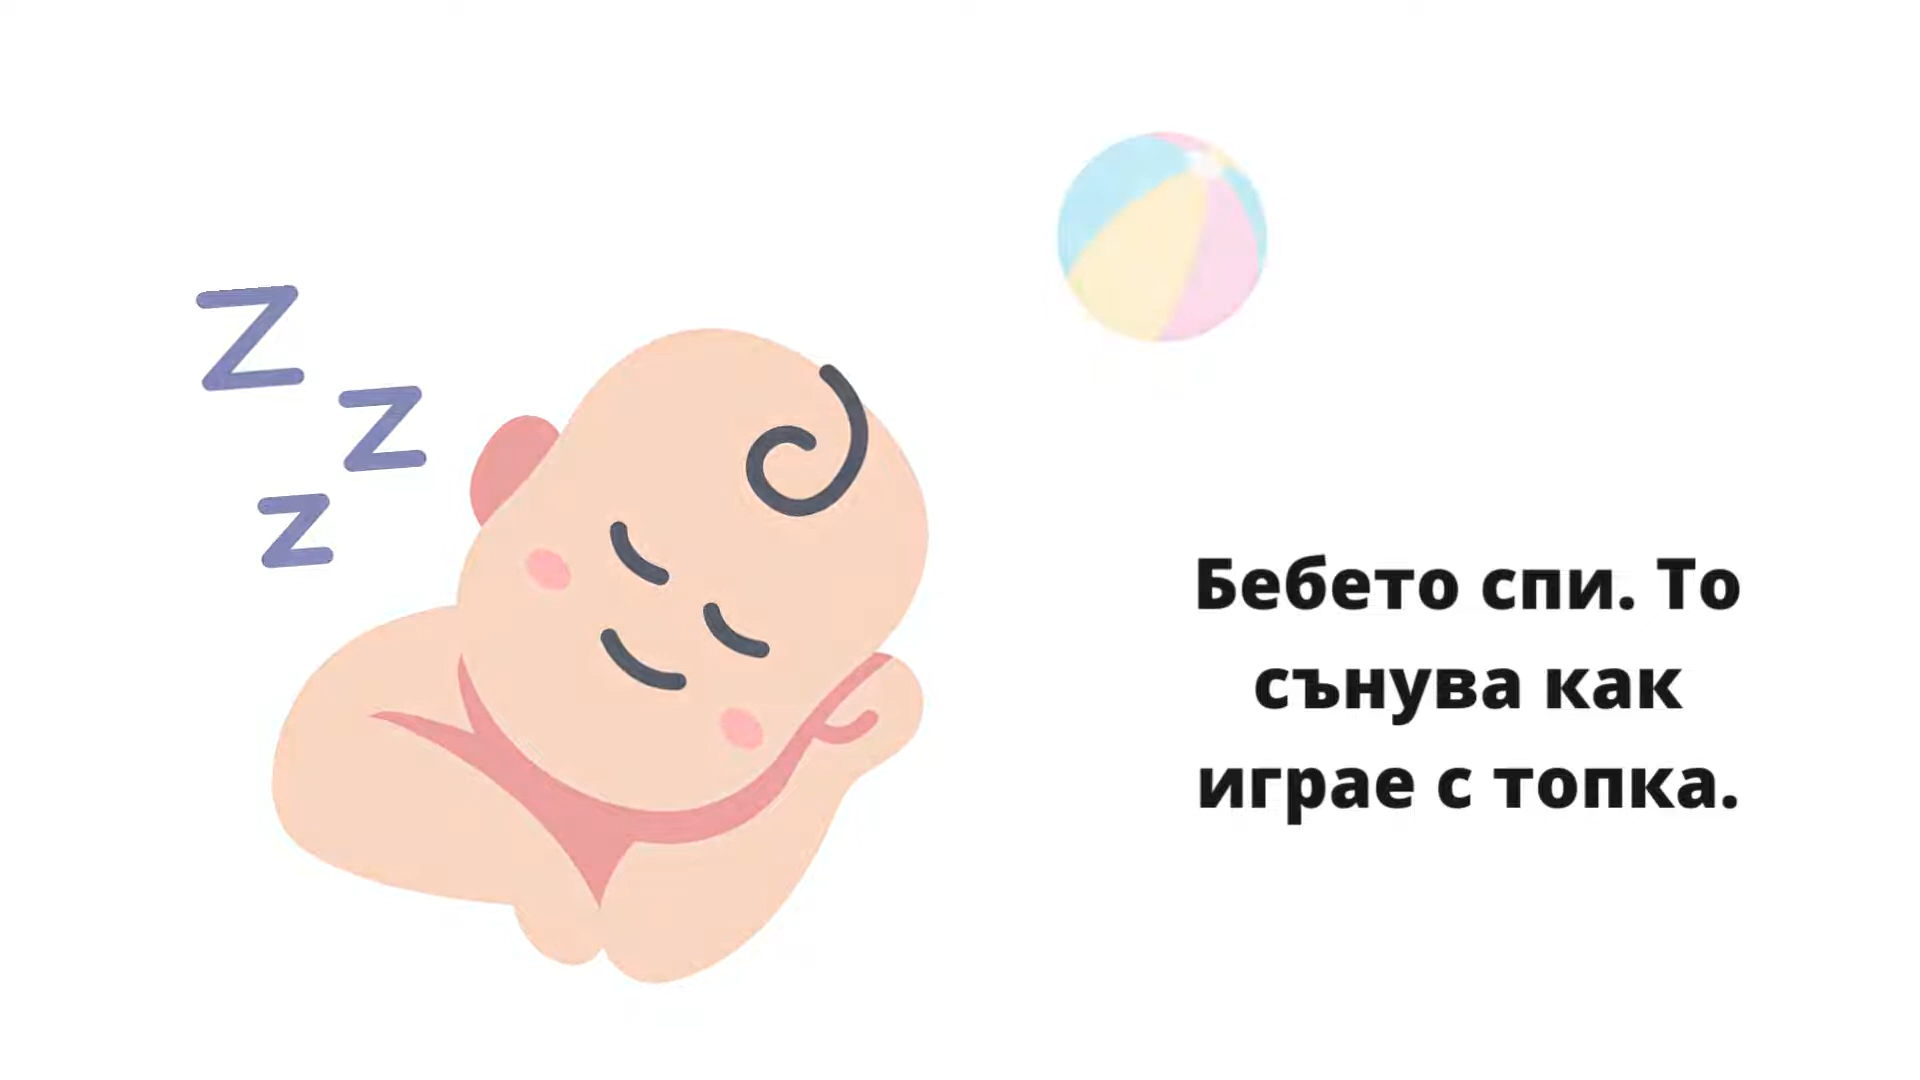 Z
Z
Z
Бебето спи. То
сънува как
играе с топка.